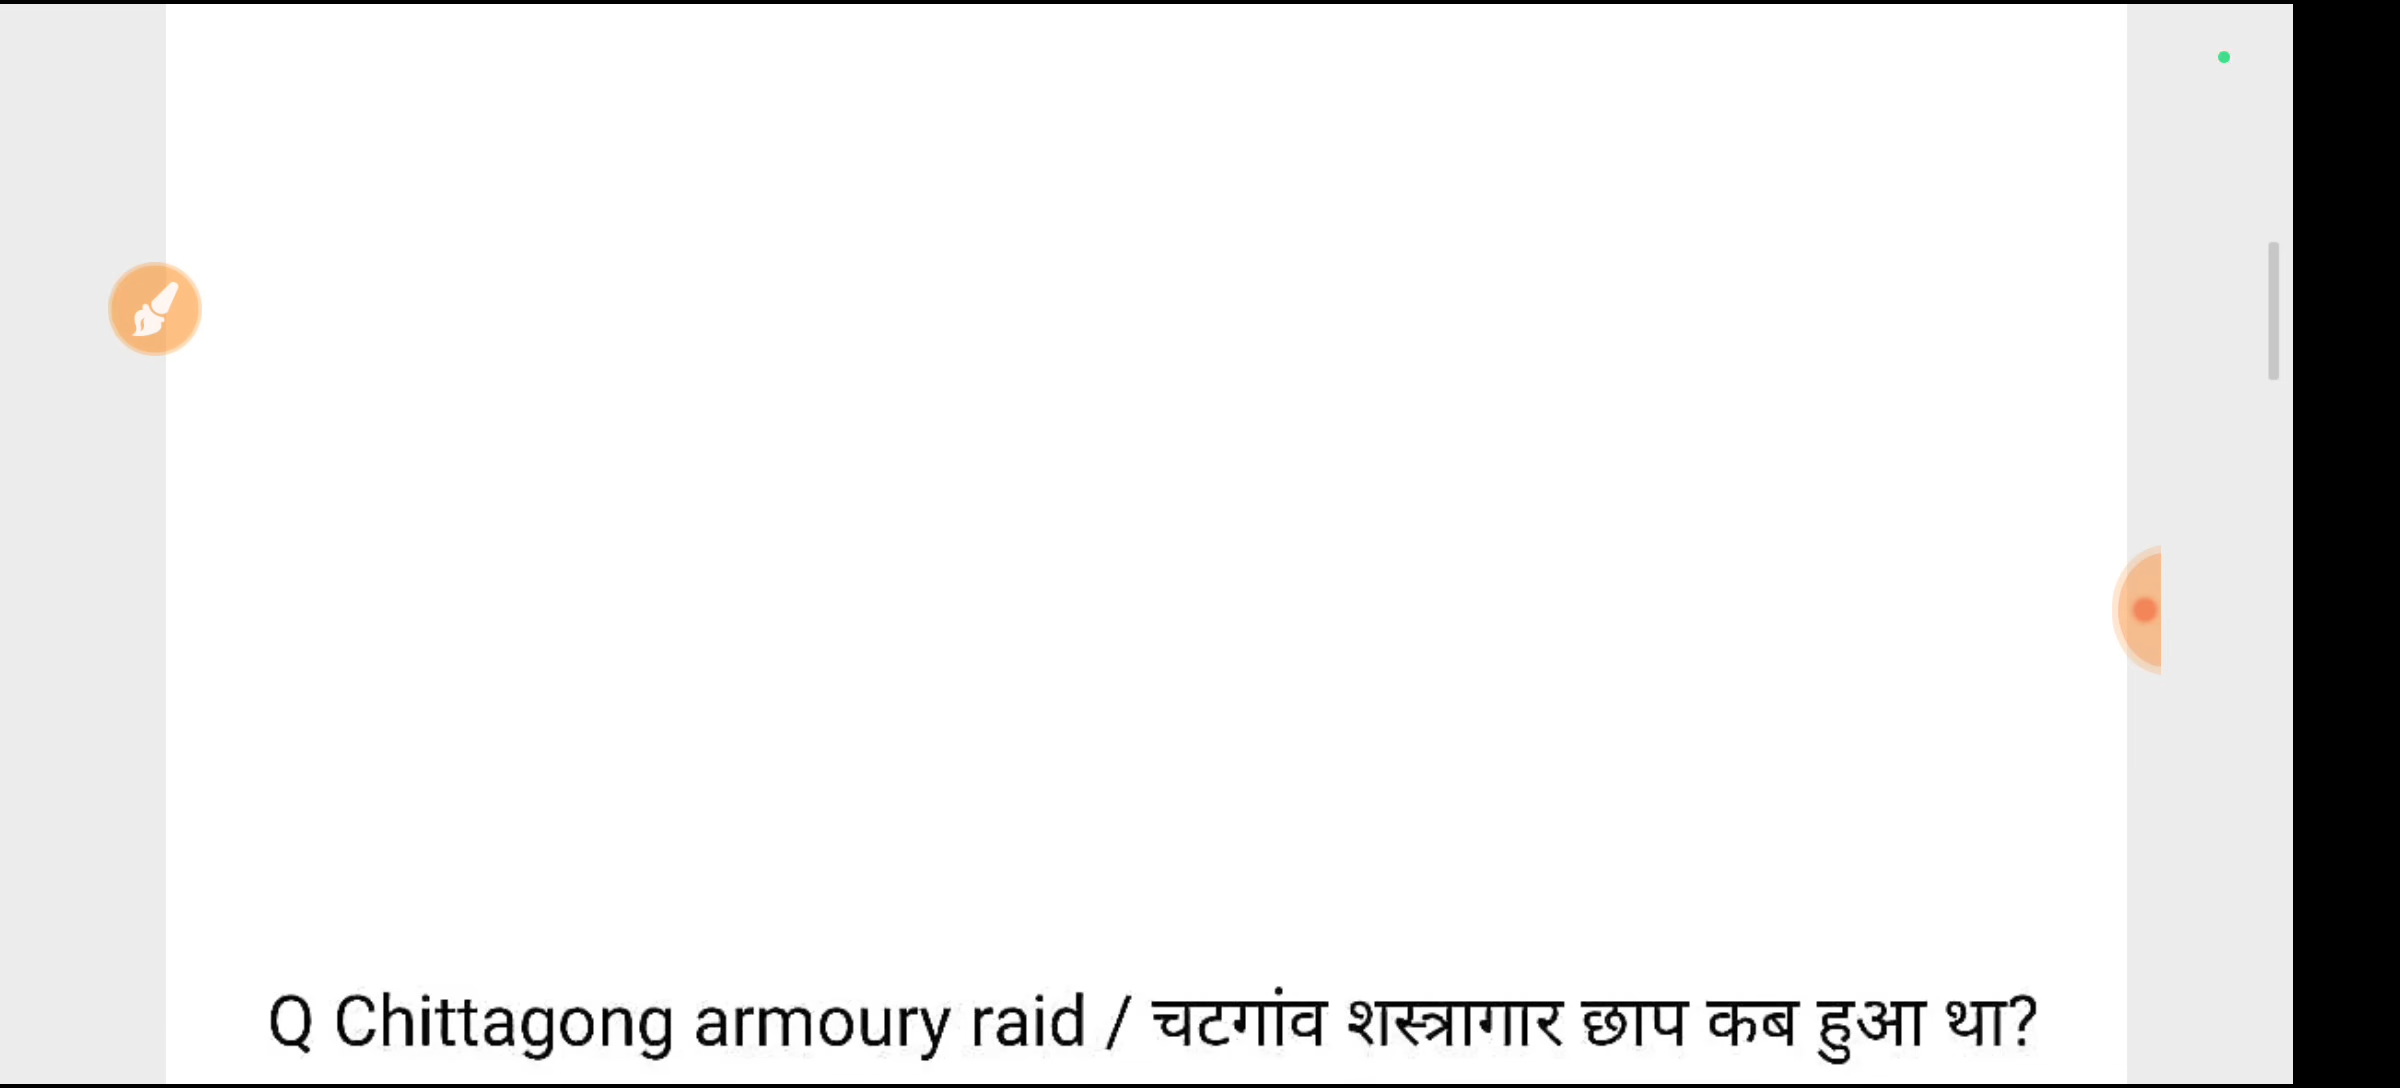 Q Chittagong armoury raid / चटगांव शस्त्रागार छाप कब हुआ था?